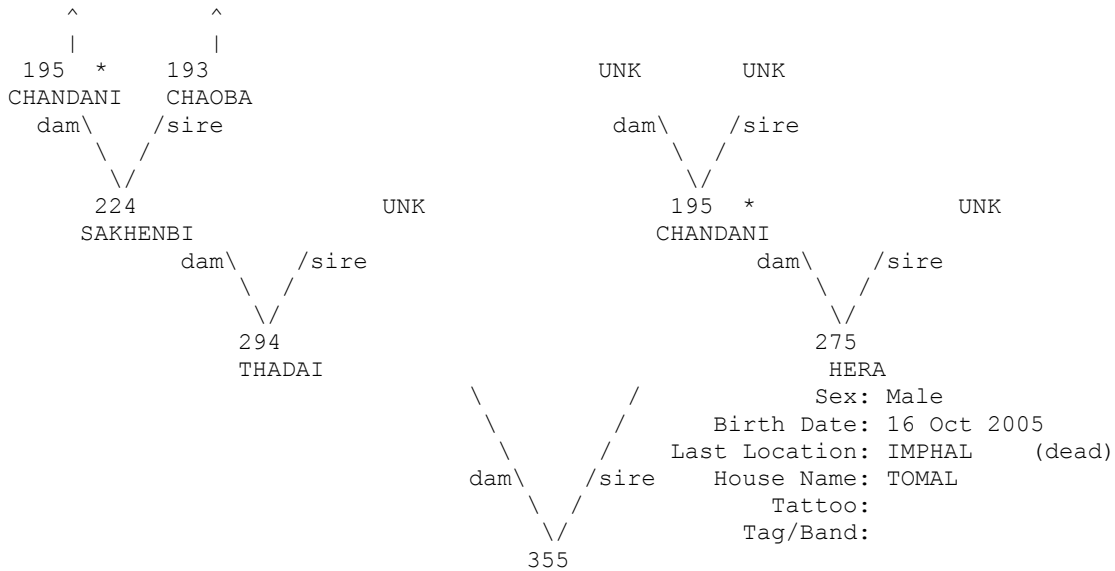 ^ ^
| |
195 * 193 UNK UNK
CHANDANI CHAOBA
dam\ /sire dam\ /sire
\ / \ /
\/ \/
224 UNK 195 * UNK
SAKHENBI CHANDANI
dam\ /sire dam\ /sire
\ / \ /
\/ \/
294 275
THADAI HERA
\ / Sex: Male
\ / Birth Date: 16 Oct 2005
\ / Last Location: IMPHAL (dead)
dam\ /sire House Name: TOMAL
\ / Tattoo:
\/ Tag/Band:
355